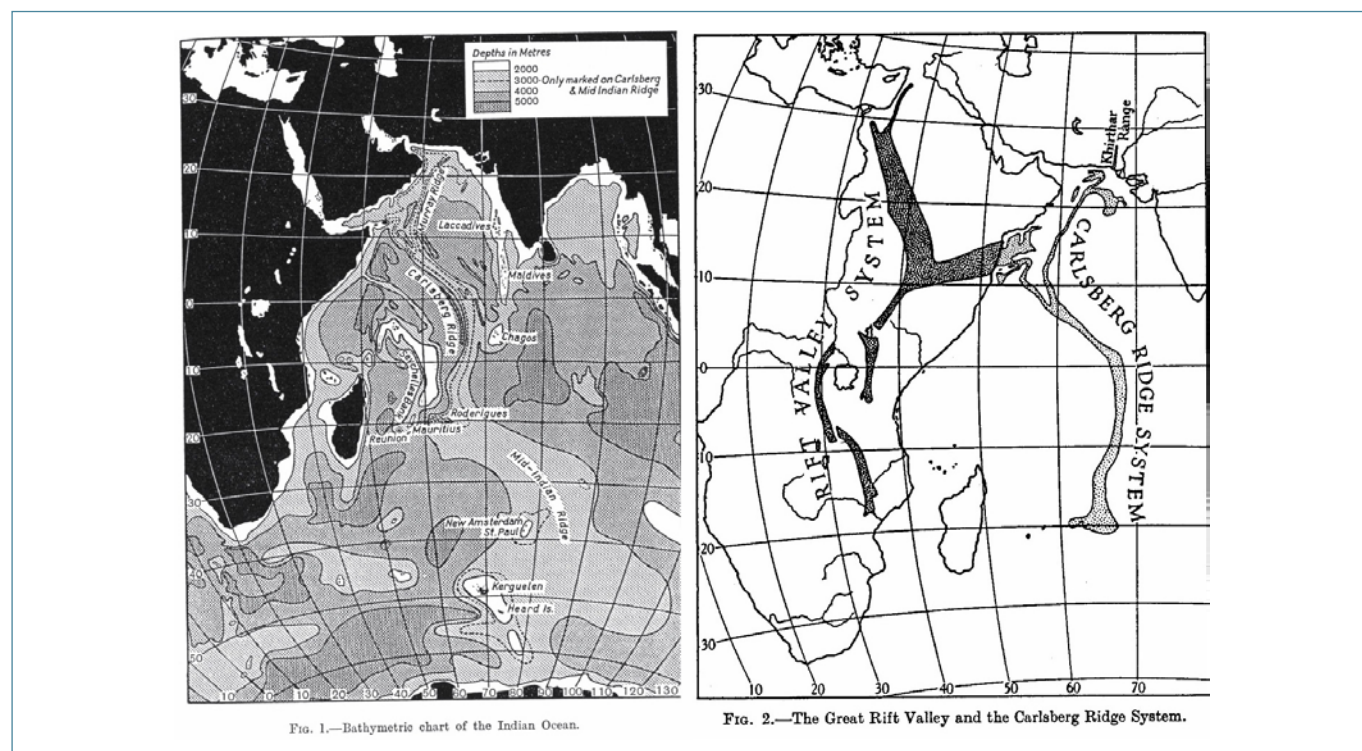 Depths in Metres
2000
3000-Only marked on Carlsberg
& Mid Indian Ridge
4000
5000
30
20
10
0
10
20
30
40
50
Murray Ridge
Laccadives
Maldives
Carlsberg Ridge
Chagos
Seychelles Bank
Roderigues
Mauritius
Reunion
Mid-Indian Ridge
New Amsterdam
St. Paul
Kerguelen
Heard Is.
10 10 20 30 40 50 60 70 80 90 100 110 120 130
FIG. 1.—Bathymetric chart of the Indian Ocean.
30
20
10
0
10
20
30
Khirthar
Range
RIFT VALLEY SYSTEM
CARLSBERG RIDGE SYSTEM
10 20 30 40 50 60 70
FIG. 2.—The Great Rift Valley and the Carlsberg Ridge System.